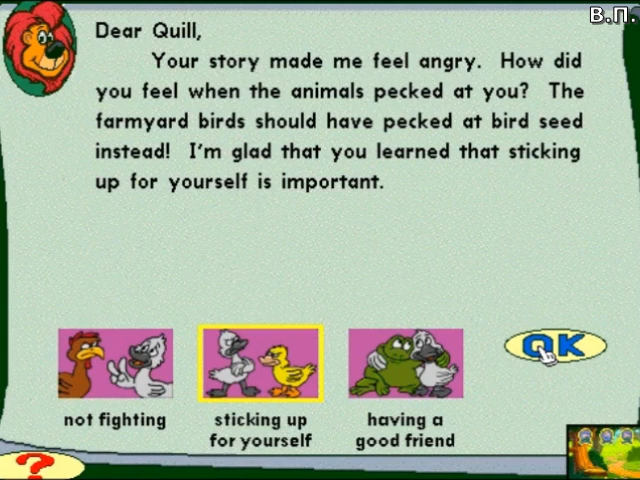 В.П.
Dear Quill,
Your story made me feel angry. How did
you feel when the animals pecked at you? The
farmyard birds should have pecked at bird seed
instead! I'm glad that you learned that sticking
up for yourself is important.
OK
not fighting
sticking up
for yourself
having a
good friend
?